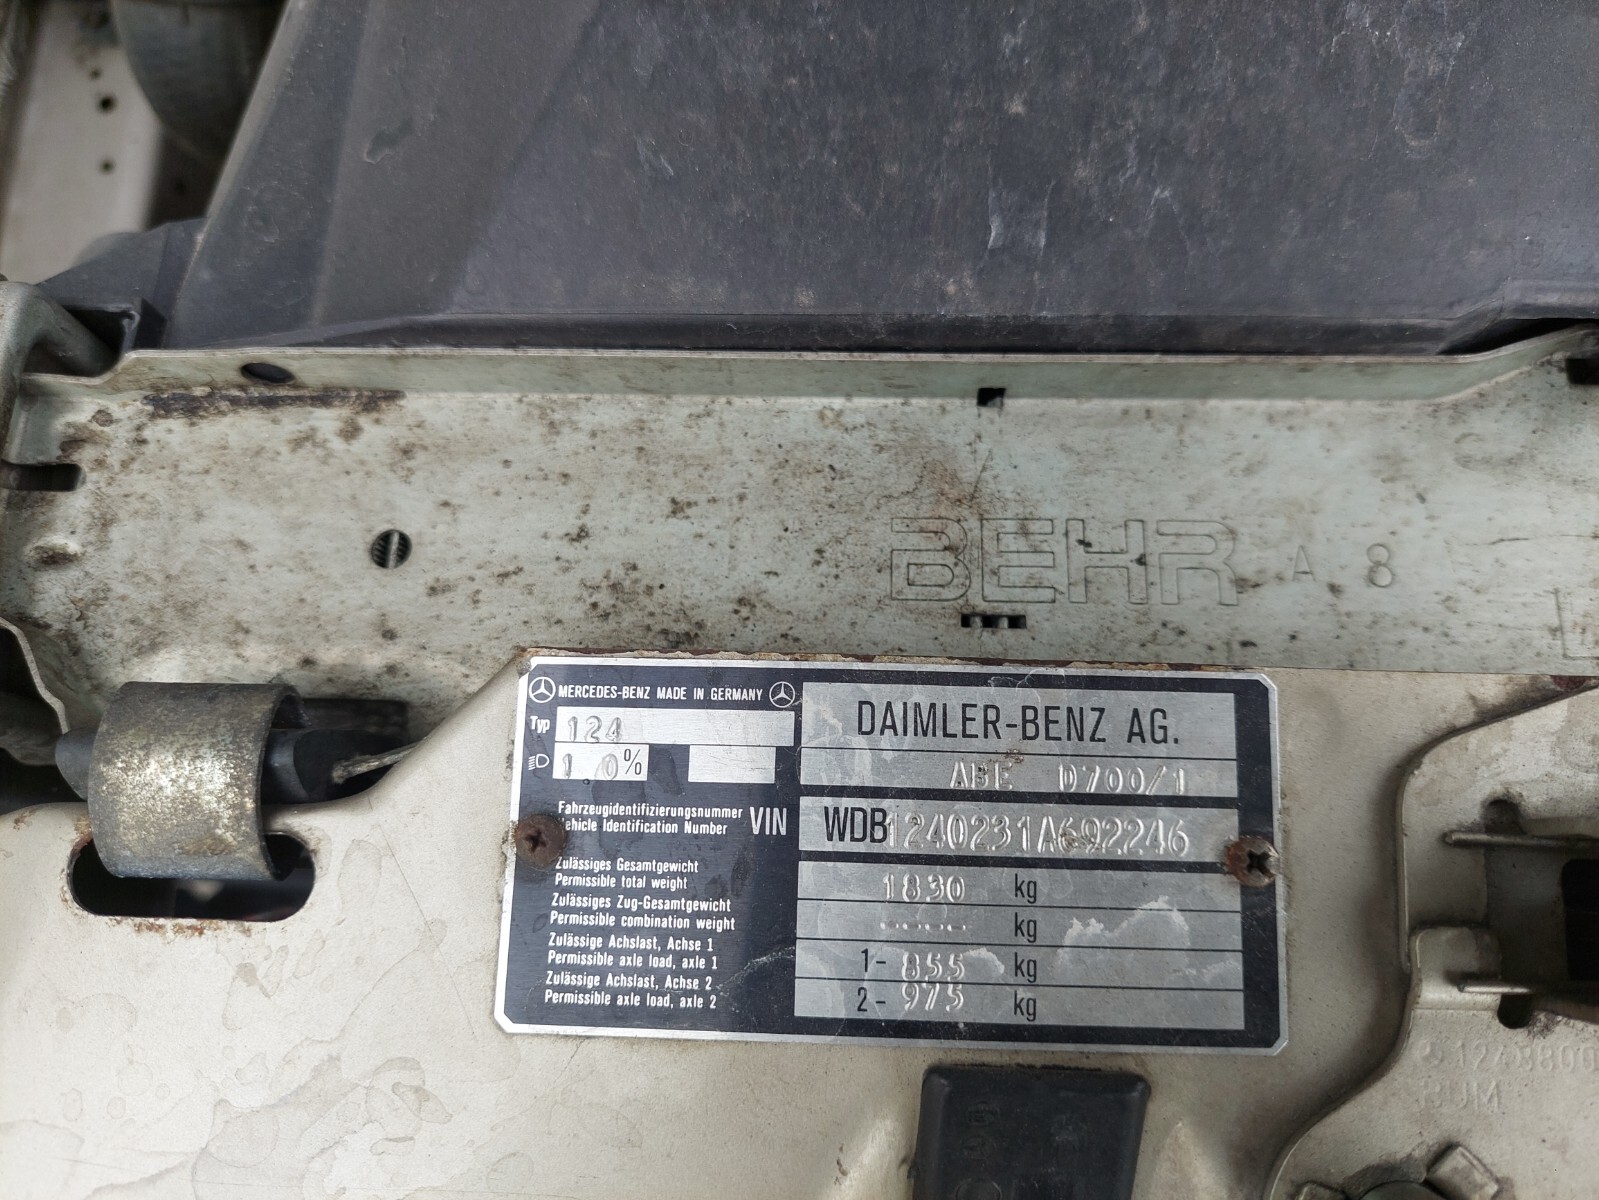 BEHR A 8
MERCEDES-BENZ MADE IN GERMANY
Typ 124
1,0%
DAIMLER-BENZ AG.
ABE D700/1
Fahrzeugidentifizierungsnummer
Vehicle Identification Number
VIN
WDB1240231A692246
Zulässiges Gesamtgewicht
Permissible total weight
1830 kg
Zulässiges Zug-Gesamtgewicht
Permissible combination weight
---- kg
Zulässige Achslast, Achse 1
Permissible axle load, axle 1
1- 855 kg
Zulässige Achslast, Achse 2
Permissible axle load, axle 2
2- 975 kg